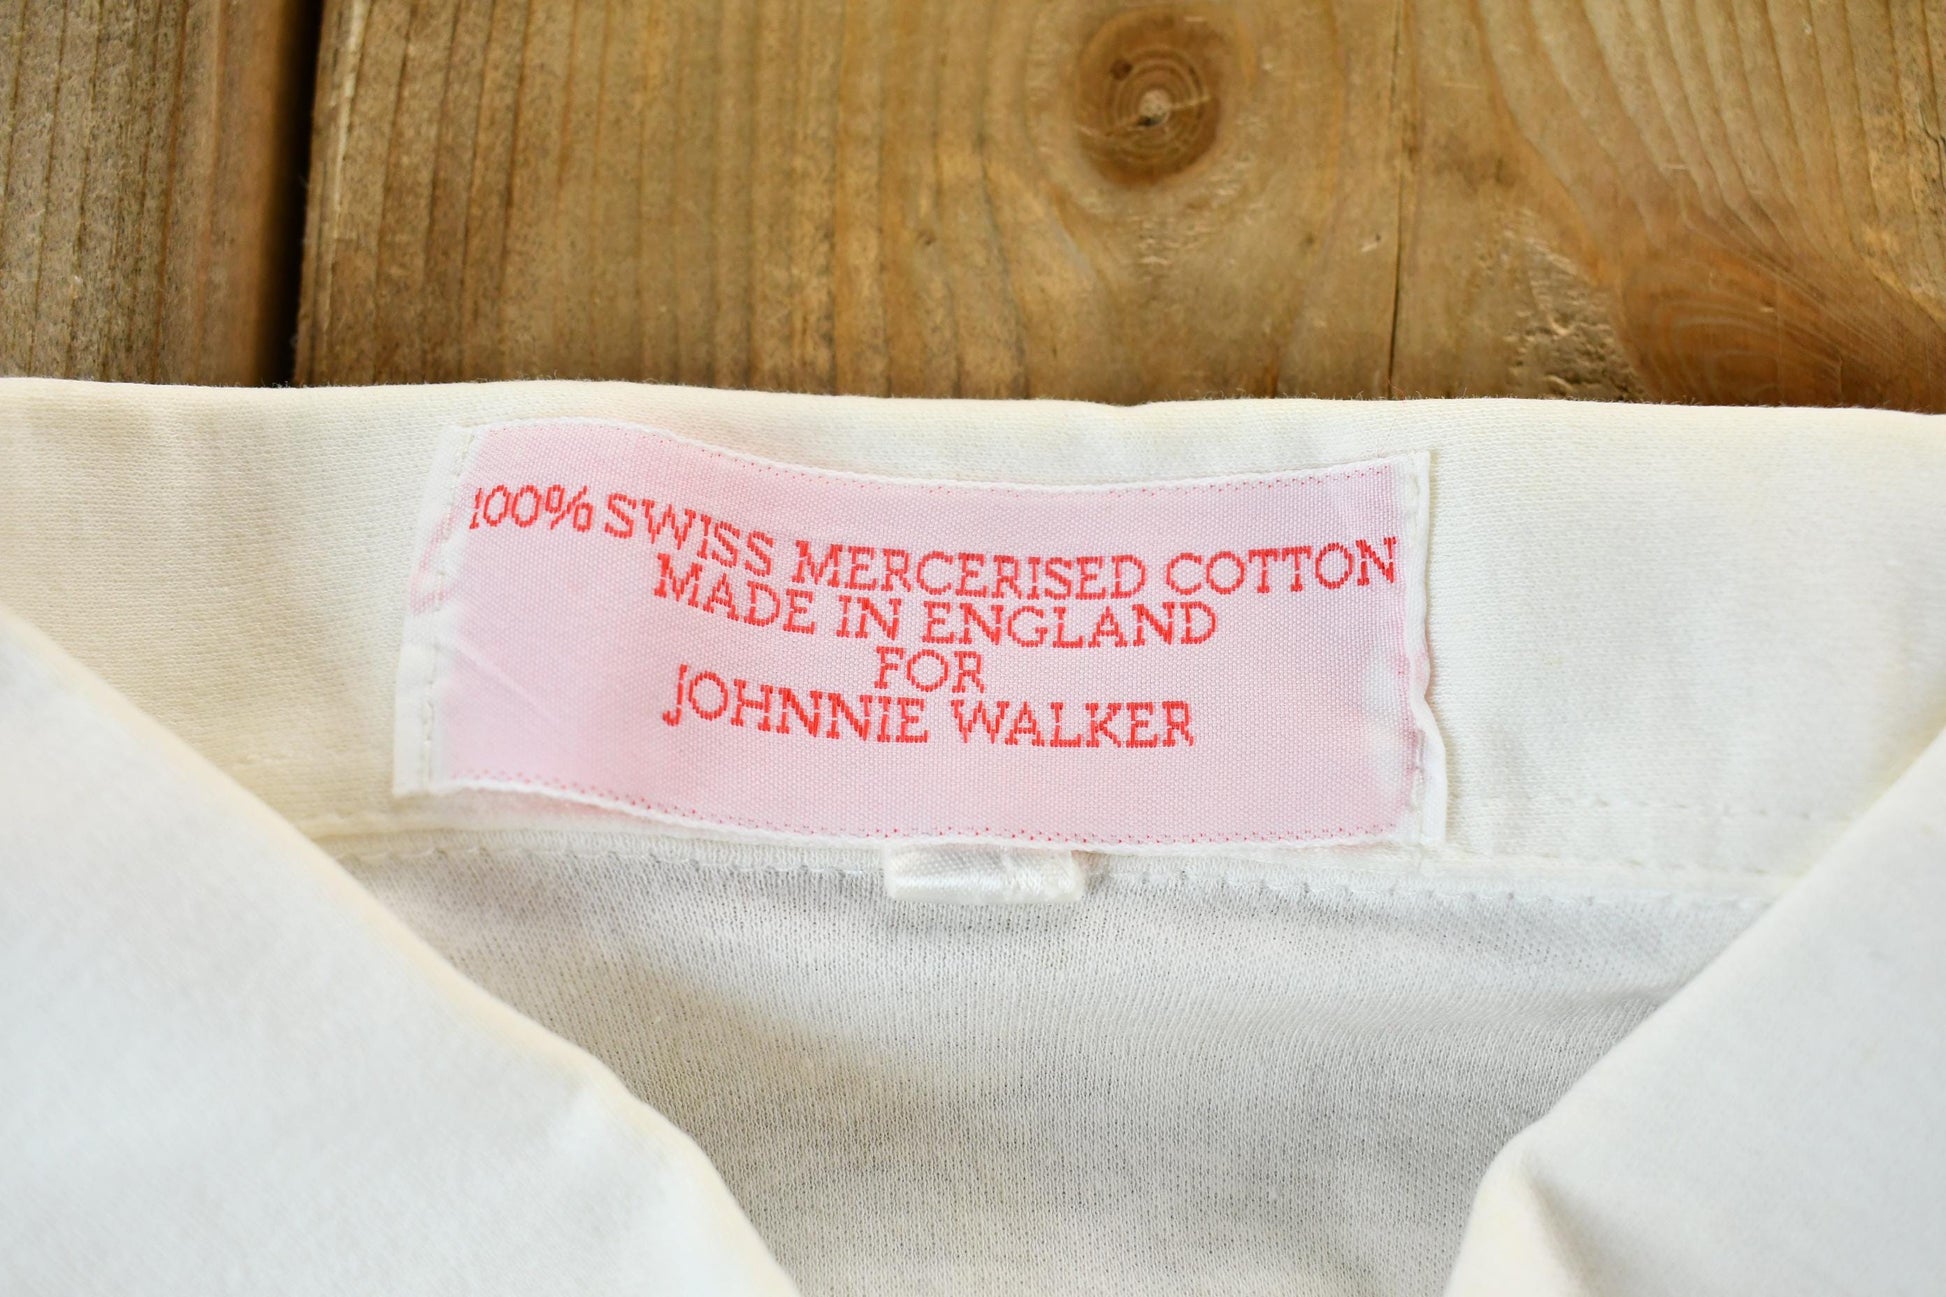 100% SWISS MERCERISED COTTON
MADE IN ENGLAND
FOR
JOHNNIE WALKER